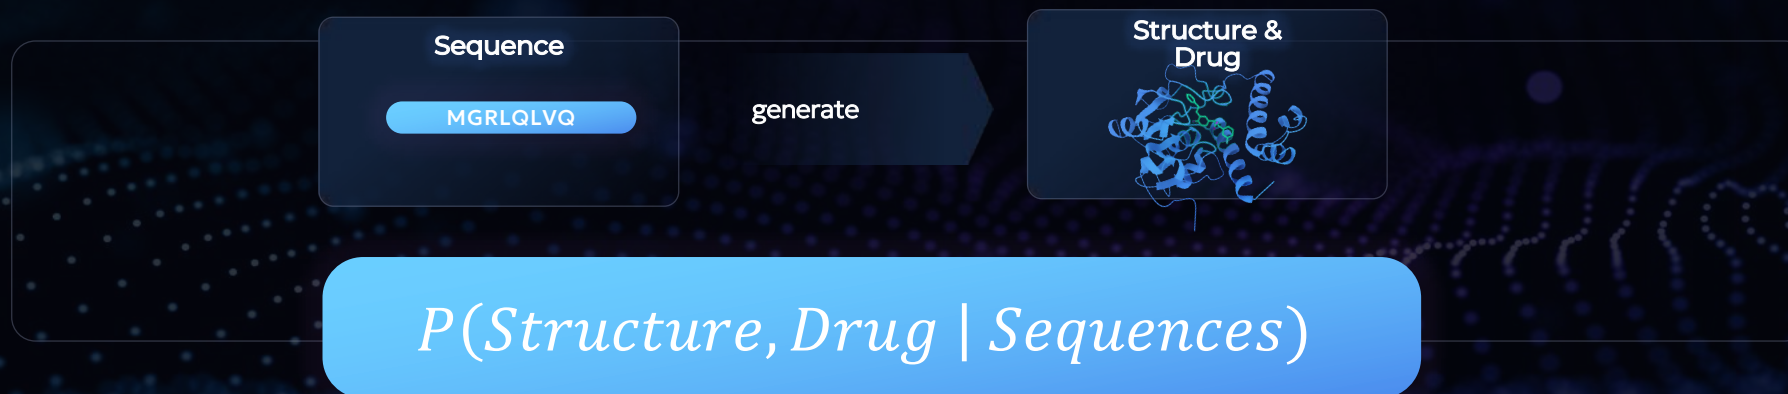 Sequence
MGRLQLVQ
generate
Structure &
Drug
P(Structure, Drug | Sequences)